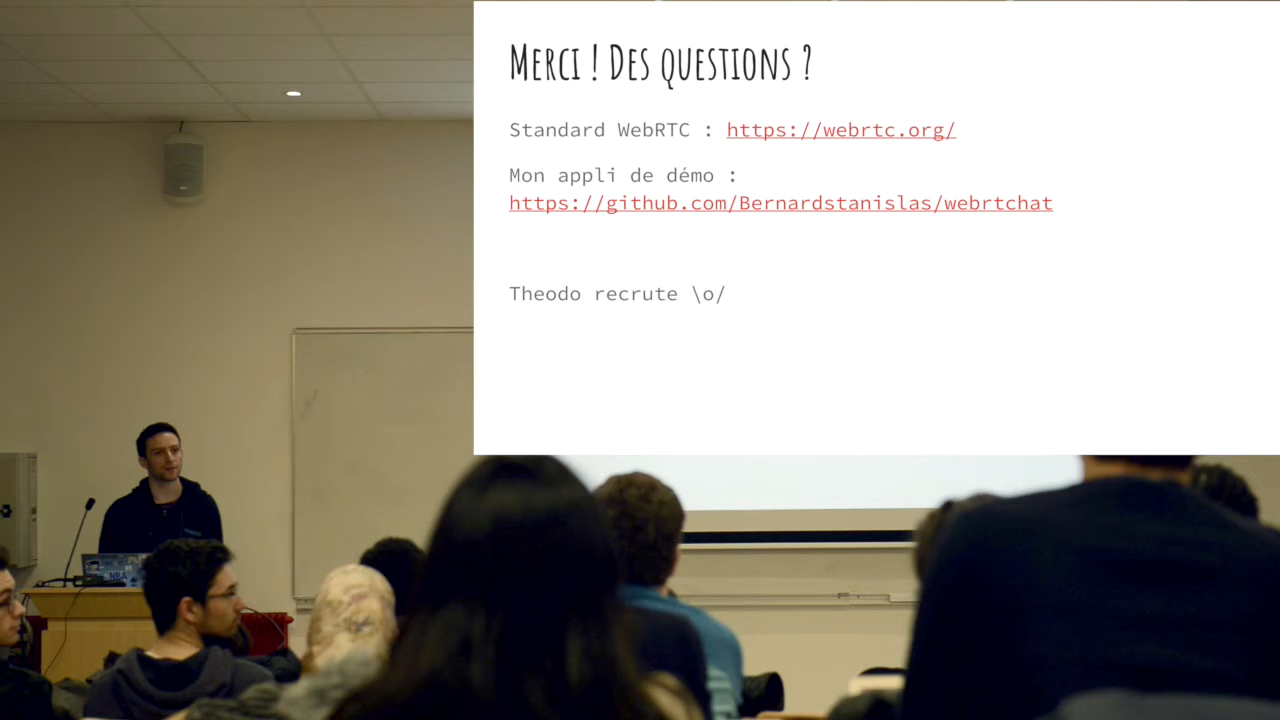 Merci ! Des questions ?
Standard WebRTC : https://webrtc.org/
Mon appli de démo :
https://github.com/Bernardstanislas/webrtchat
Theodo recrute \o/
NBA